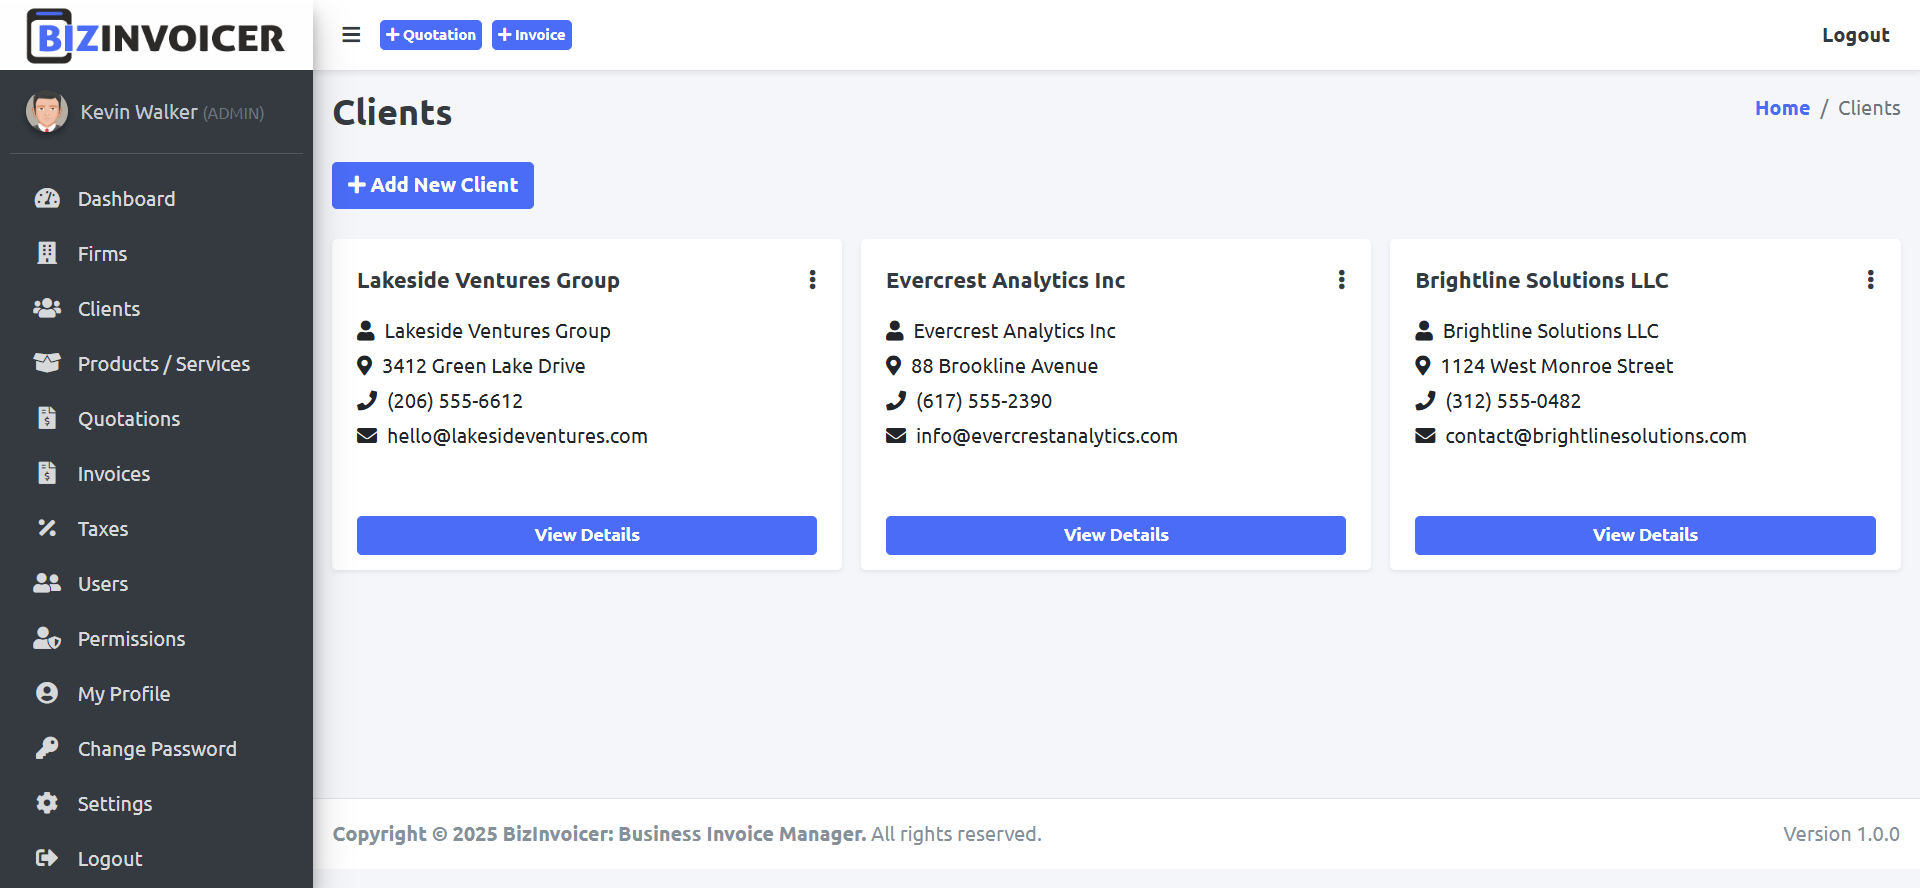 BIZINVOICER
Quotation
Invoice
Logout
Kevin Walker (ADMIN)
Dashboard
Firms
Clients
Products / Services
Quotations
Invoices
Taxes
Users
Permissions
My Profile
Change Password
Settings
Logout
Clients
Home / Clients
Add New Client
Lakeside Ventures Group
Lakeside Ventures Group
3412 Green Lake Drive
(206) 555-6612
hello@lakesideventures.com
View Details
Evercrest Analytics Inc
Evercrest Analytics Inc
88 Brookline Avenue
(617) 555-2390
info@evercrestanalytics.com
View Details
Brightline Solutions LLC
Brightline Solutions LLC
1124 West Monroe Street
(312) 555-0482
contact@brightlinesolutions.com
View Details
Copyright © 2025 BizInvoicer: Business Invoice Manager. All rights reserved.
Version 1.0.0